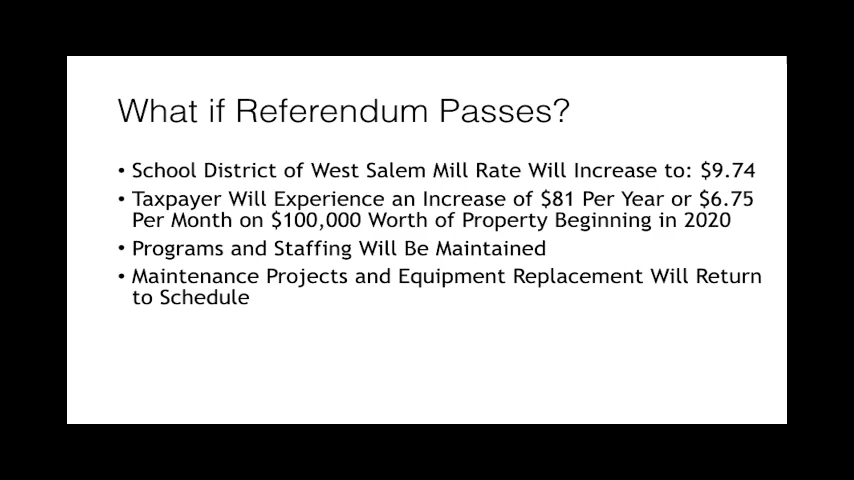 What if Referendum Passes?
• School District of West Salem Mill Rate Will Increase to: $9.74
• Taxpayer Will Experience an Increase of $81 Per Year or $6.75
Per Month on $100,000 Worth of Property Beginning in 2020
• Programs and Staffing Will Be Maintained
• Maintenance Projects and Equipment Replacement Will Return
to Schedule